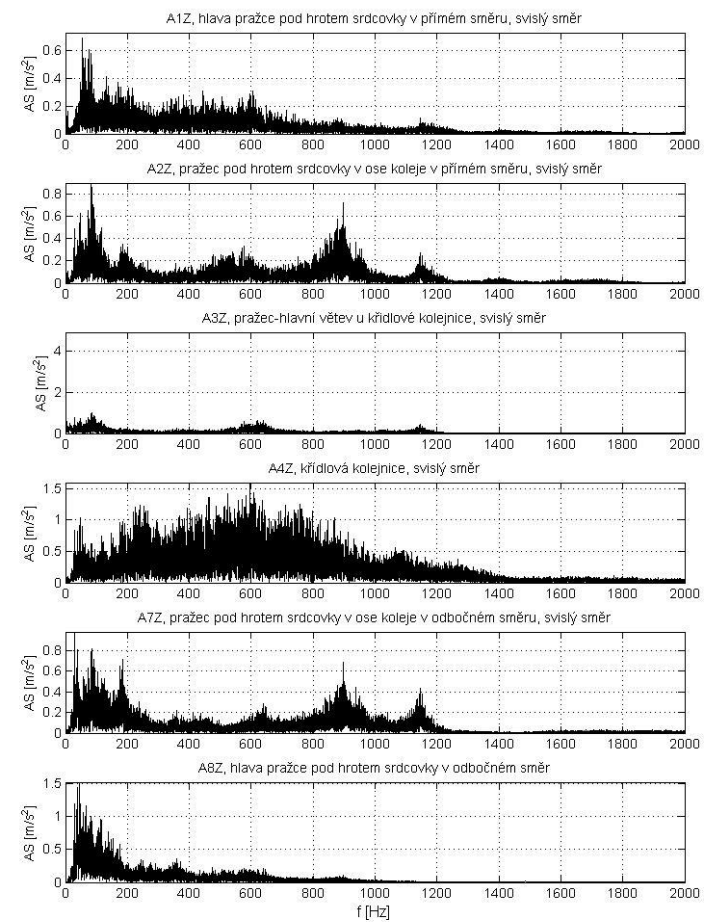 A1Z, hlava pražce pod hrotem srdcovky v přímém směru, svislý směr
AS [m/s²]
0.6
0.4
0.2
0
0 200 400 600 800 1000 1200 1400 1600 1800 2000
A2Z, pražec pod hrotem srdcovky v ose koleje v přímém směru, svislý směr
AS [m/s²]
0.8
0.6
0.4
0.2
0
0 200 400 600 800 1000 1200 1400 1600 1800 2000
A3Z, pražec-hlavní větev u křidlové kolejnice, svislý směr
AS [m/s²]
4
2
0
0 200 400 600 800 1000 1200 1400 1600 1800 2000
A4Z, křídlová kolejnice, svislý směr
AS [m/s²]
1.5
1
0.5
0
0 200 400 600 800 1000 1200 1400 1600 1800 2000
A7Z, pražec pod hrotem srdcovky v ose koleje v odbočném směru, svislý směr
AS [m/s²]
0.8
0.6
0.4
0.2
0
0 200 400 600 800 1000 1200 1400 1600 1800 2000
A8Z, hlava pražce pod hrotem srdcovky v odbočném směr
AS [m/s²]
1.5
1
0.5
0
0 200 400 600 800 1000 1200 1400 1600 1800 2000
f [Hz]